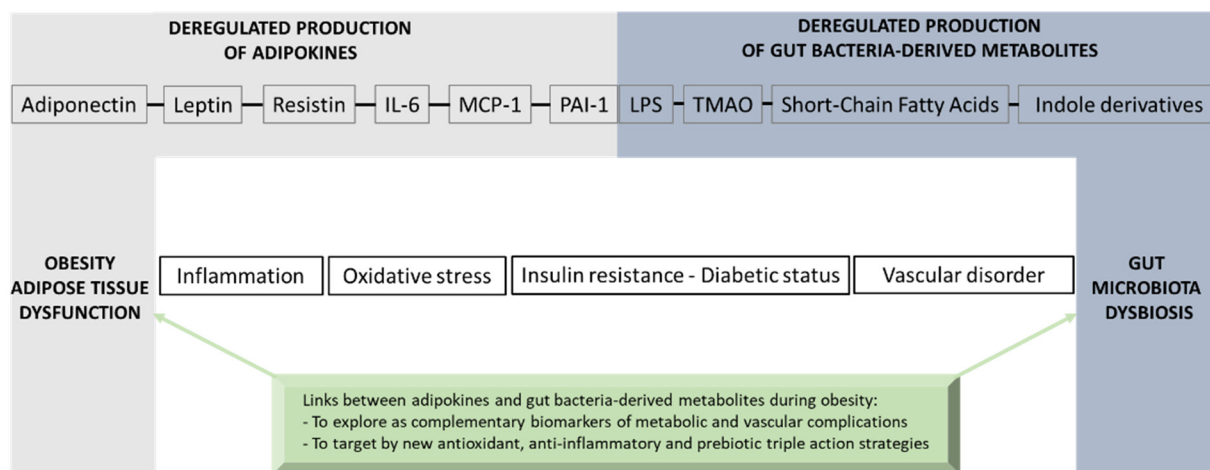 DEREGULATED PRODUCTION
OF ADIPOKINES
DEREGULATED PRODUCTION
OF GUT BACTERIA-DERIVED METABOLITES
Adiponectin
Leptin
Resistin
IL-6
MCP-1
PAI-1
LPS
TMAO
Short-Chain Fatty Acids
Indole derivatives
OBESITY
ADIPOSE TISSUE
DYSFUNCTION
Inflammation
Oxidative stress
Insulin resistance - Diabetic status
Vascular disorder
GUT
MICROBIOTA
DYSBIOSIS
Links between adipokines and gut bacteria-derived metabolites during obesity:
- To explore as complementary biomarkers of metabolic and vascular complications
- To target by new antioxidant, anti-inflammatory and prebiotic triple action strategies